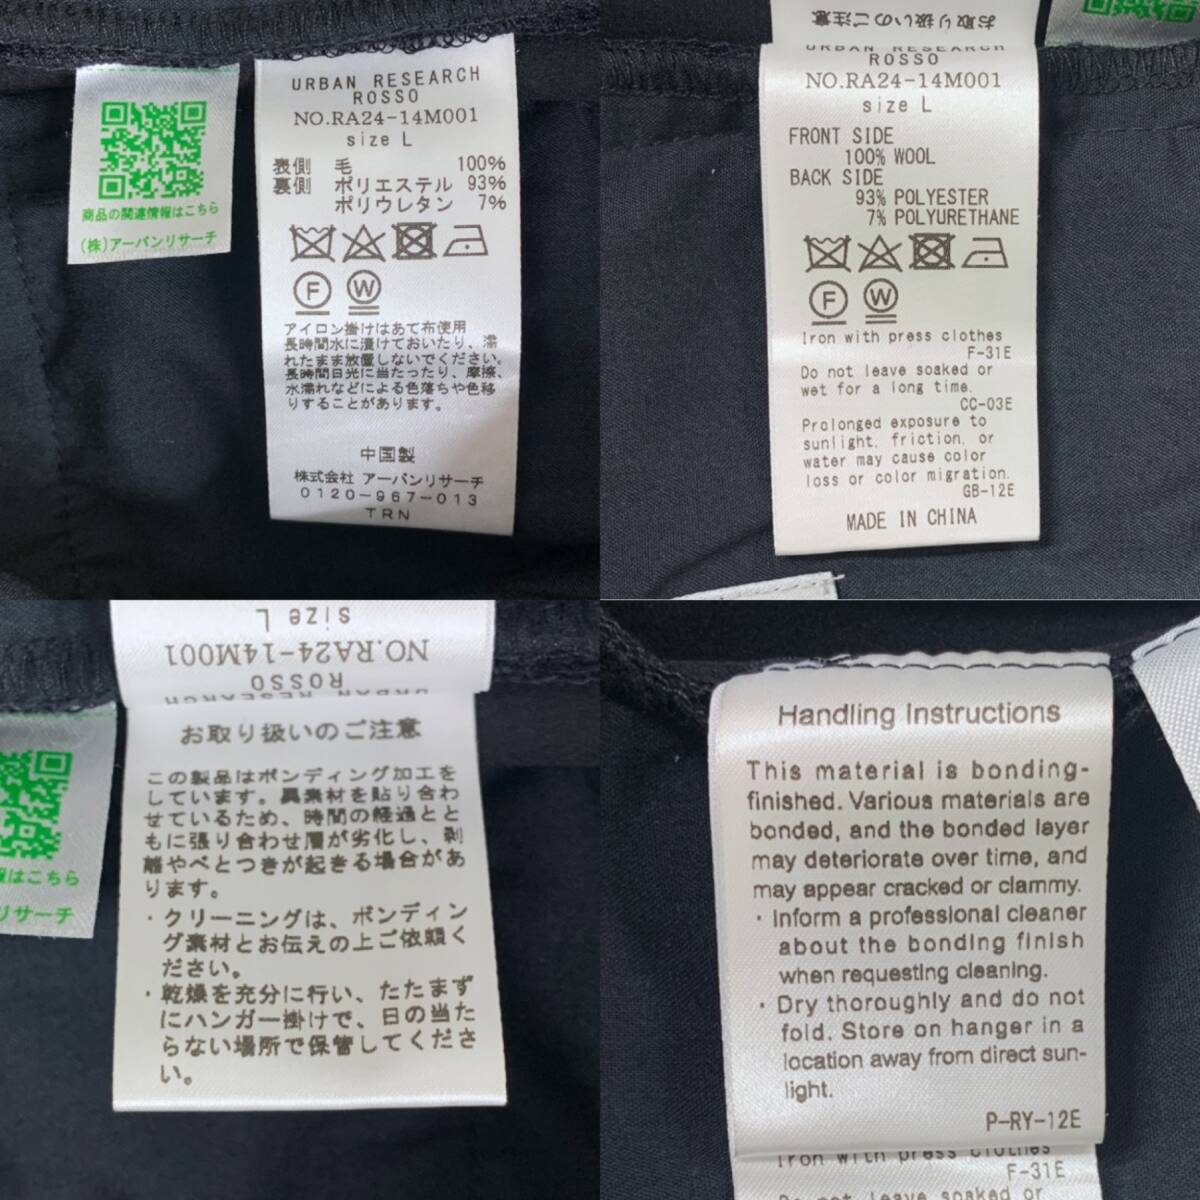 商品の関連情報はこちら
(株)アーバンリサーチ
URBAN RESEARCH
ROSSO
NO.RA24-14M001
size L
表側 毛 100%
裏側 ポリエステル 93%
ポリウレタン 7%
F W
アイロン掛けはあて布使用
長時間水に漬けておいたり、濡
れたまま放置しないでください。
長時間日光に当たったり、摩擦、
水濡れなどによる色落ちや色移
りすることがあります。
中国製
株式会社 アーバンリサーチ
0120-967-013
TRN
お取り扱いのご注意
URBAN RESEARCH
ROSSO
NO.RA24-14M001
size L
FRONT SIDE
100% WOOL
BACK SIDE
93% POLYESTER
7% POLYURETHANE
F W
Iron with press clothes
F-31E
Do not leave soaked or
wet for a long time.
CC-03E
Prolonged exposure to
sunlight, friction, or
water may cause color
loss or color migration.
GB-12E
MADE IN CHINA
size L
NO.RA24-14M001
ROSSO
URBAN RESEARCH
お取り扱いのご注意
この製品はボンディング加工を
しています。異素材を貼り合わ
せているため、時間の経過とと
もに張り合わせ層が劣化し、剥
離やべとつきが起きる場合があ
ります。
・クリーニングは、ボンディン
グ素材とお伝えの上ご依頼く
ださい。
・乾燥を充分に行い、たたまず
にハンガー掛けで、日の当た
らない場所で保管してくださ
い。
報はこちら
リサーチ
Handling Instructions
This material is bonding-
finished. Various materials are
bonded, and the bonded layer
may deteriorate over time, and
may appear cracked or clammy.
・Inform a professional cleaner
about the bonding finish
when requesting cleaning.
・Dry thoroughly and do not
fold. Store on hanger in a
location away from direct sun-
light.
P-RY-12E
Iron with press clothes
F-31E
Do not leave soaked or